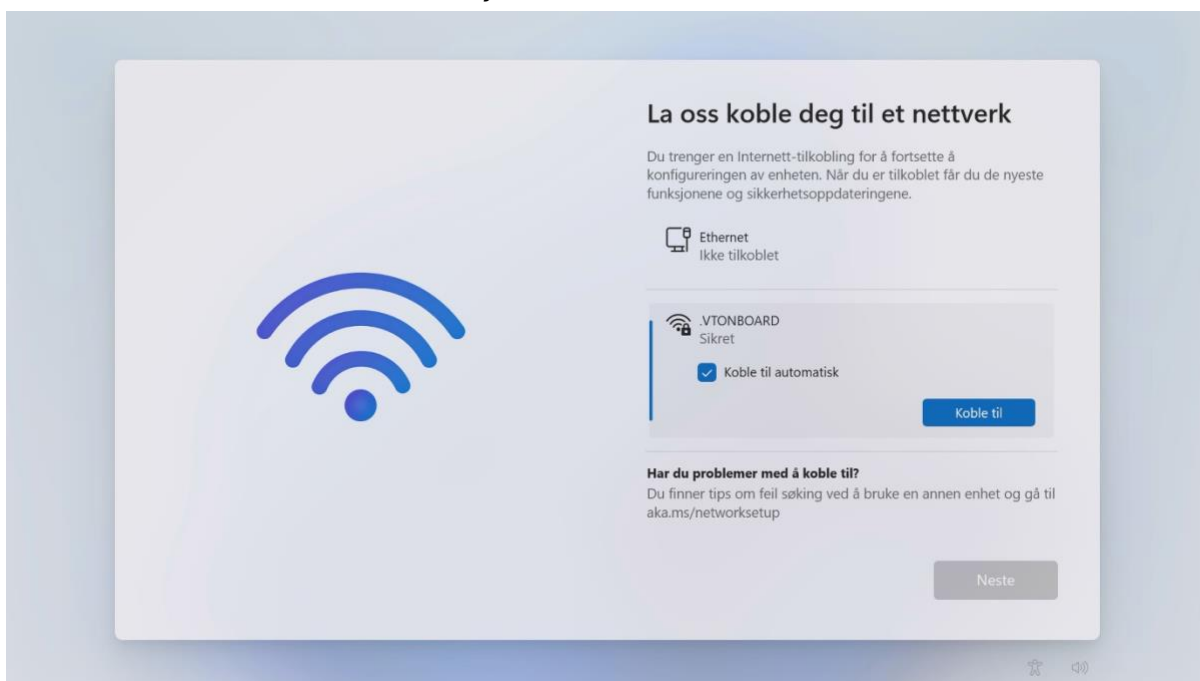 La oss koble deg til et nettverk
Du trenger en Internett-tilkobling for å fortsette å
konfigureringen av enheten. Når du er tilkoblet får du de nyeste
funksjonene og sikkerhetsoppdateringene.
Ethernet
Ikke tilkoblet
.VTONBOARD
Sikret
Koble til automatisk
Koble til
Har du problemer med å koble til?
Du finner tips om feil søking ved å bruke en annen enhet og gå til
aka.ms/networksetup
Neste